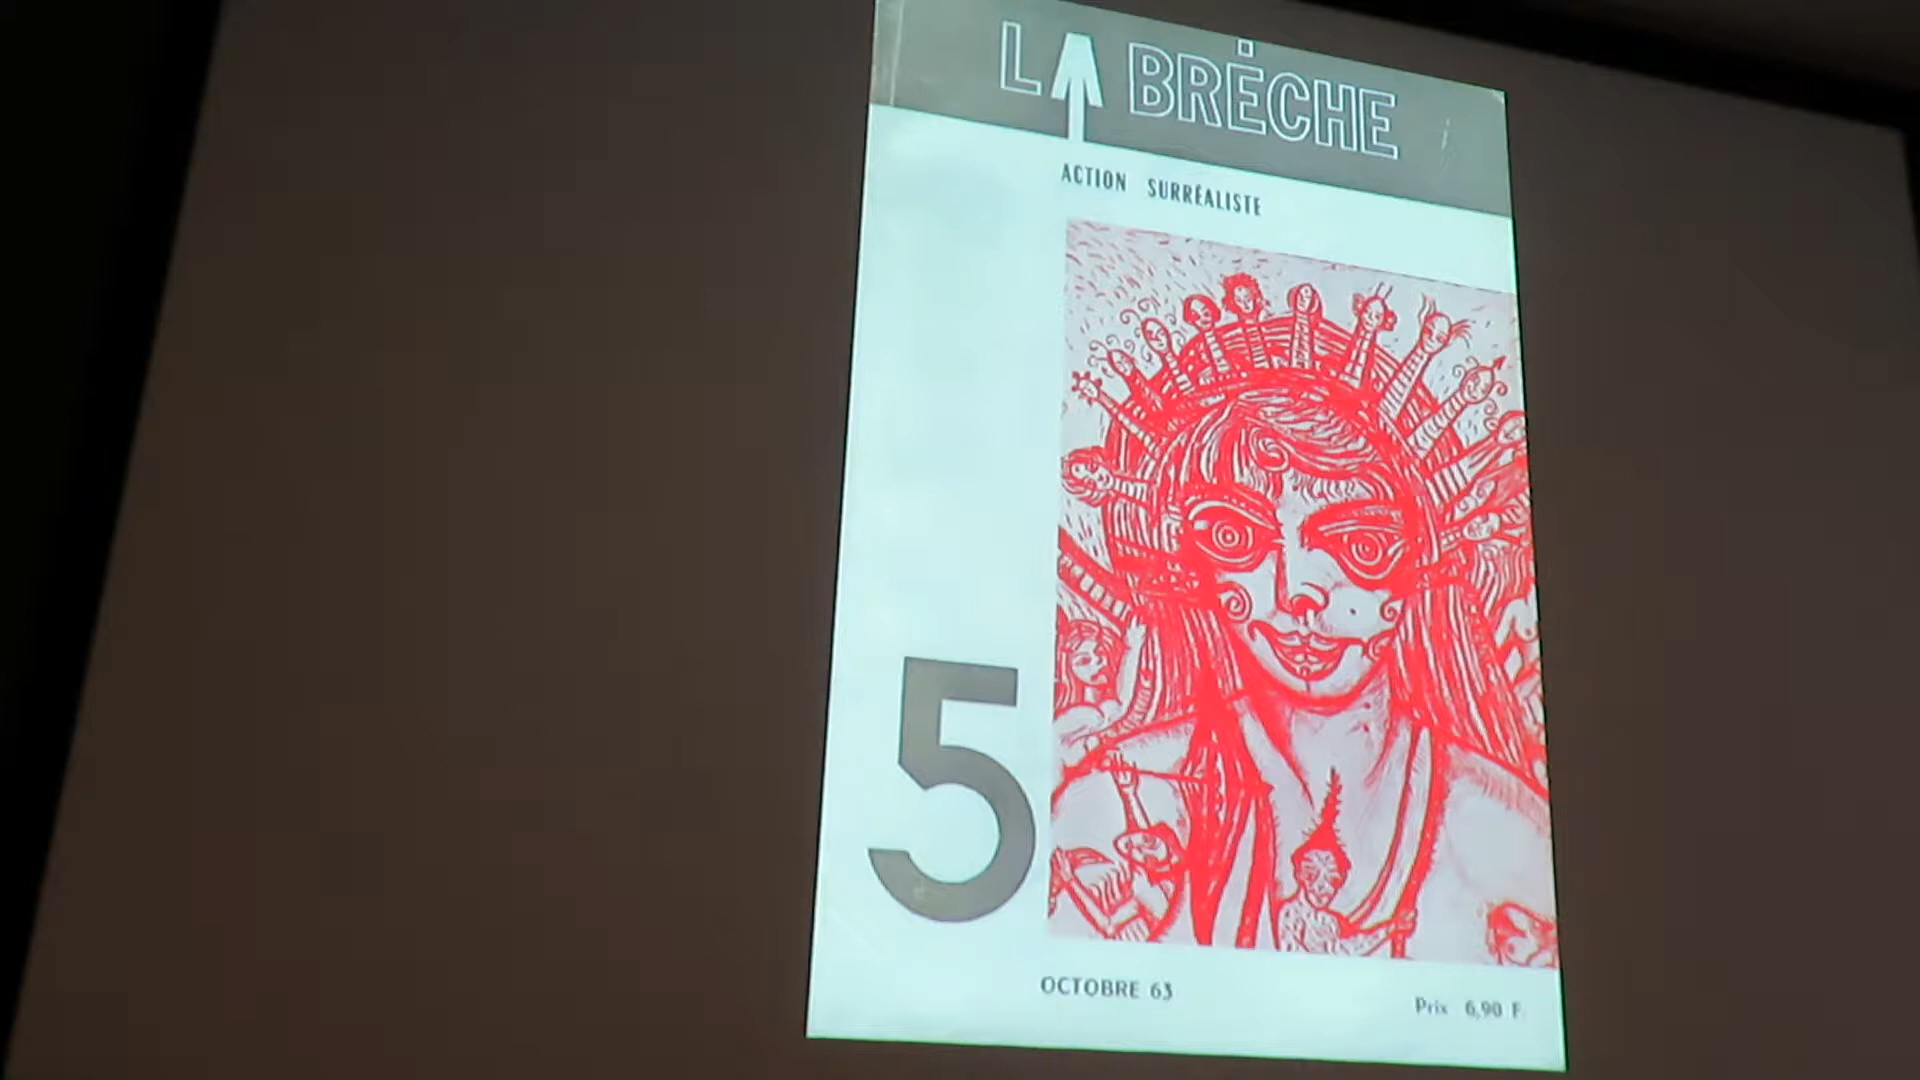 LA BRÈCHE
ACTION SURRÉALISTE
5
OCTOBRE 63
Prix 6,90 F